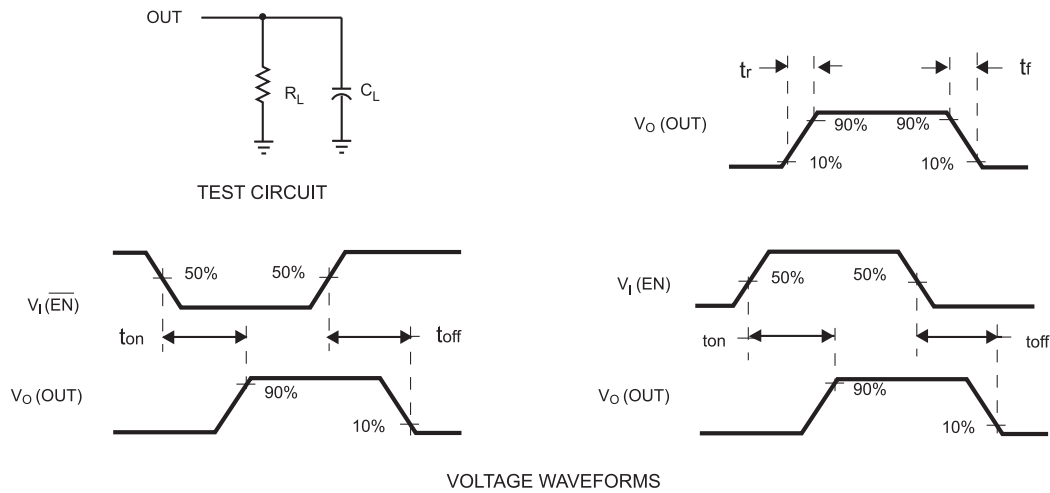 OUT
R_L
C_L
TEST CIRCUIT
tr
tf
V_O (OUT)
90%
90%
10%
10%
50%
50%
V_I (E̅N̅)
ton
toff
V_O (OUT)
90%
10%
50%
50%
V_I (EN)
ton
toff
V_O (OUT)
90%
10%
VOLTAGE WAVEFORMS